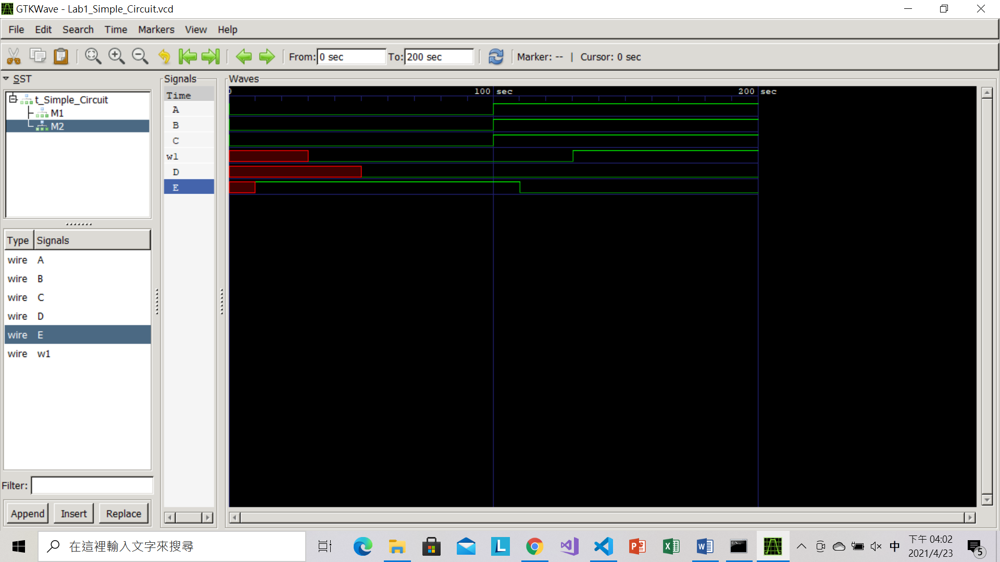 GTKWave - Lab1_Simple_Circuit.vcd
File Edit Search Time Markers View Help
From: 0 sec To: 200 sec Marker: -- | Cursor: 0 sec
SST
t_Simple_Circuit
M1
M2
Type Signals
wire A
wire B
wire C
wire D
wire E
wire w1
Filter:
Append Insert Replace
Signals
Time
A
B
C
w1
D
E
Waves
0 100 sec 200 sec
在這裡輸入文字來搜尋
中
下午 04:02
2021/4/23
5